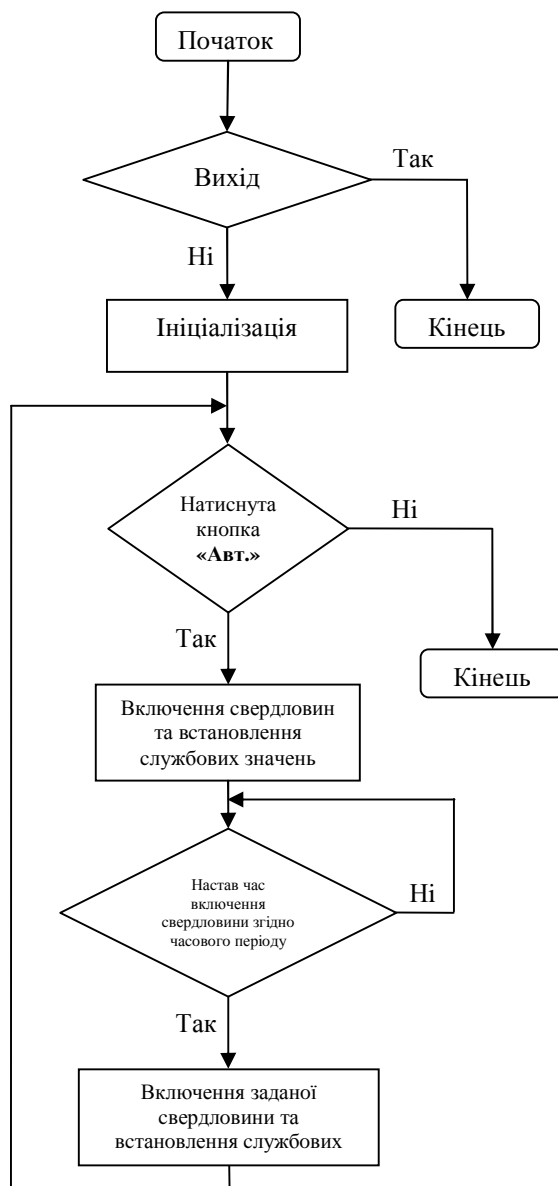 Початок
Вихід
Так
Ні
Ініціалізація
Кінець
Натиснута
кнопка
«Авт.»
Ні
Так
Кінець
Включення свердловин
та встановлення
службових значень
Настав час
включення
свердловини згідно
часового періоду
Ні
Так
Включення заданої
свердловини та
встановлення службових